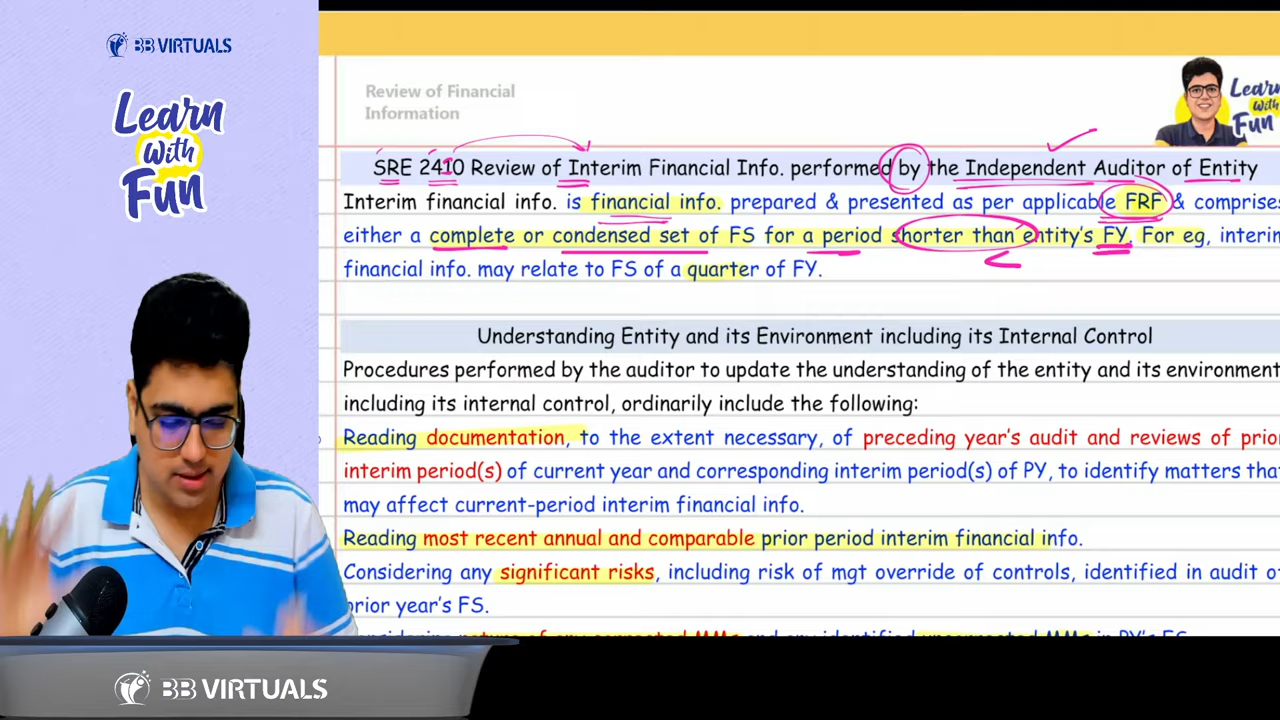 BB VIRTUALS
Learn
With
Fun
Review of Financial
Information
Learn
With
Fun
SRE 2410 Review of Interim Financial Info. performed by the Independent Auditor of Entity
Interim financial info. is financial info. prepared & presented as per applicable FRF & comprises
either a complete or condensed set of FS for a period shorter than entity's FY. For eg, interim
financial info. may relate to FS of a quarter of FY.
Understanding Entity and its Environment including its Internal Control
Procedures performed by the auditor to update the understanding of the entity and its environment
including its internal control, ordinarily include the following:
Reading documentation, to the extent necessary, of preceding year's audit and reviews of prior
interim period(s) of current year and corresponding interim period(s) of PY, to identify matters that
may affect current-period interim financial info.
Reading most recent annual and comparable prior period interim financial info.
Considering any significant risks, including risk of mgt override of controls, identified in audit of
prior year's FS.
BB VIRTUALS